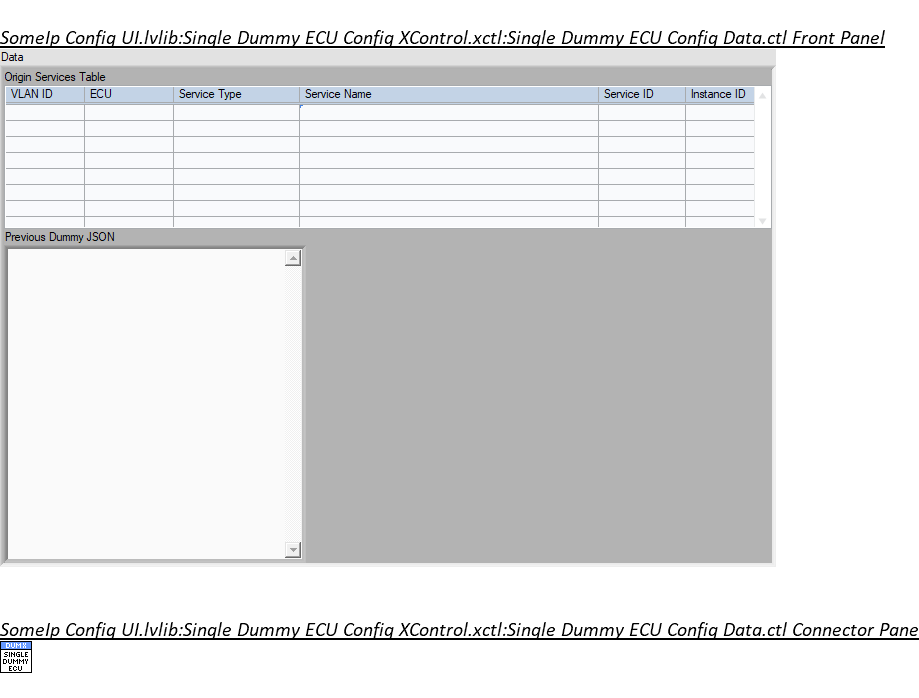 SomeIp Config UI.lvlib:Single Dummy ECU Config XControl.xctl:Single Dummy ECU Config Data.ctl Front Panel
Data
Origin Services Table
VLAN ID ECU Service Type Service Name Service ID Instance ID
Previous Dummy JSON
SomeIp Config UI.lvlib:Single Dummy ECU Config XControl.xctl:Single Dummy ECU Config Data.ctl Connector Pane
SINGLE
DUMMY
ECU